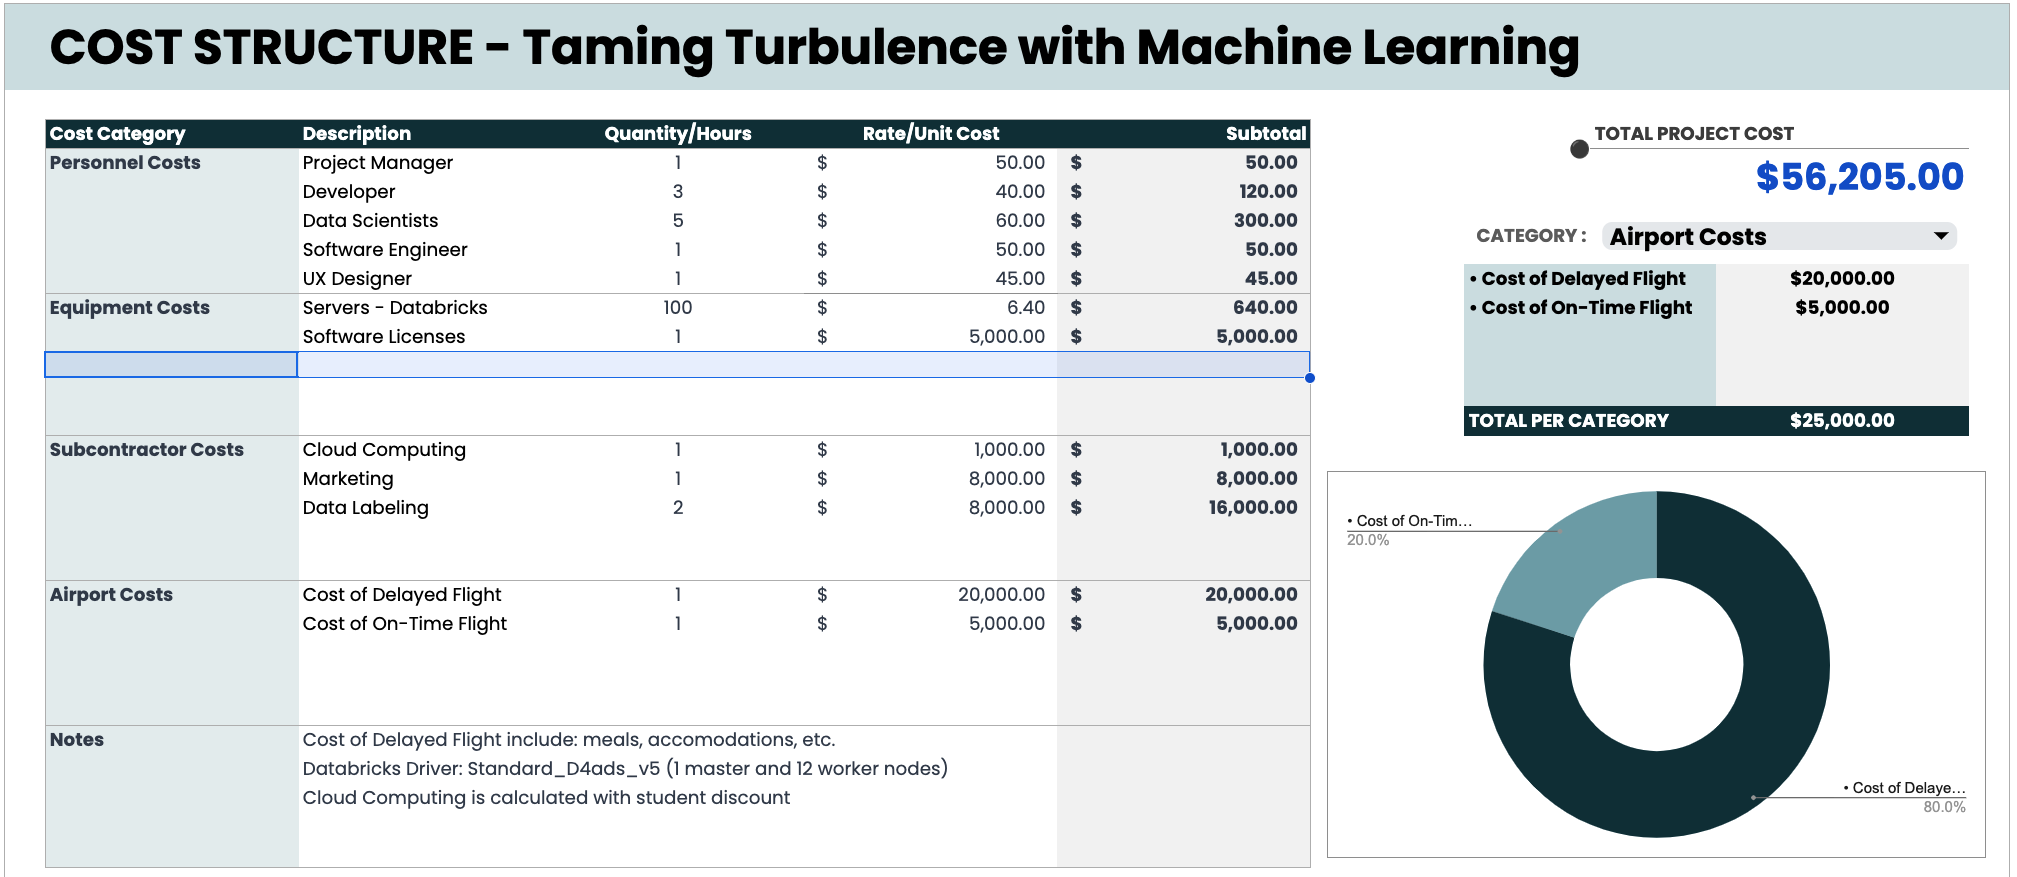 COST STRUCTURE - Taming Turbulence with Machine Learning
Cost Category Description Quantity/Hours Rate/Unit Cost Subtotal
Personnel Costs Project Manager 1 $ 50.00 $ 50.00
Developer 3 $ 40.00 $ 120.00
Data Scientists 5 $ 60.00 $ 300.00
Software Engineer 1 $ 50.00 $ 50.00
UX Designer 1 $ 45.00 $ 45.00
Equipment Costs Servers - Databricks 100 $ 6.40 $ 640.00
Software Licenses 1 $ 5,000.00 $ 5,000.00
Subcontractor Costs Cloud Computing 1 $ 1,000.00 $ 1,000.00
Marketing 1 $ 8,000.00 $ 8,000.00
Data Labeling 2 $ 8,000.00 $ 16,000.00
Airport Costs Cost of Delayed Flight 1 $ 20,000.00 $ 20,000.00
Cost of On-Time Flight 1 $ 5,000.00 $ 5,000.00
Notes Cost of Delayed Flight include: meals, accomodations, etc.
Databricks Driver: Standard_D4ads_v5 (1 master and 12 worker nodes)
Cloud Computing is calculated with student discount
TOTAL PROJECT COST
$56,205.00
CATEGORY : Airport Costs
• Cost of Delayed Flight $20,000.00
• Cost of On-Time Flight $5,000.00
TOTAL PER CATEGORY $25,000.00
• Cost of On-Tim…
20.0%
• Cost of Delaye…
80.0%